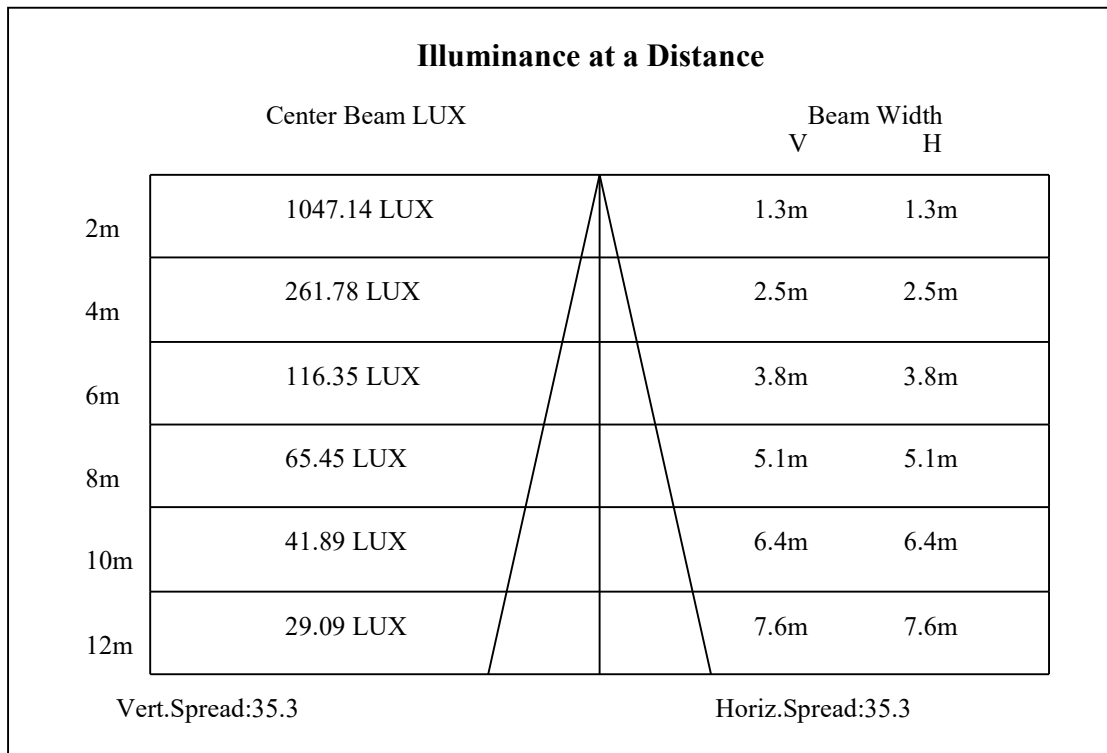 Illuminance at a Distance
Center Beam LUX Beam Width
V H
2m 1047.14 LUX 1.3m 1.3m
4m 261.78 LUX 2.5m 2.5m
6m 116.35 LUX 3.8m 3.8m
8m 65.45 LUX 5.1m 5.1m
10m 41.89 LUX 6.4m 6.4m
12m 29.09 LUX 7.6m 7.6m
Vert.Spread:35.3 Horiz.Spread:35.3